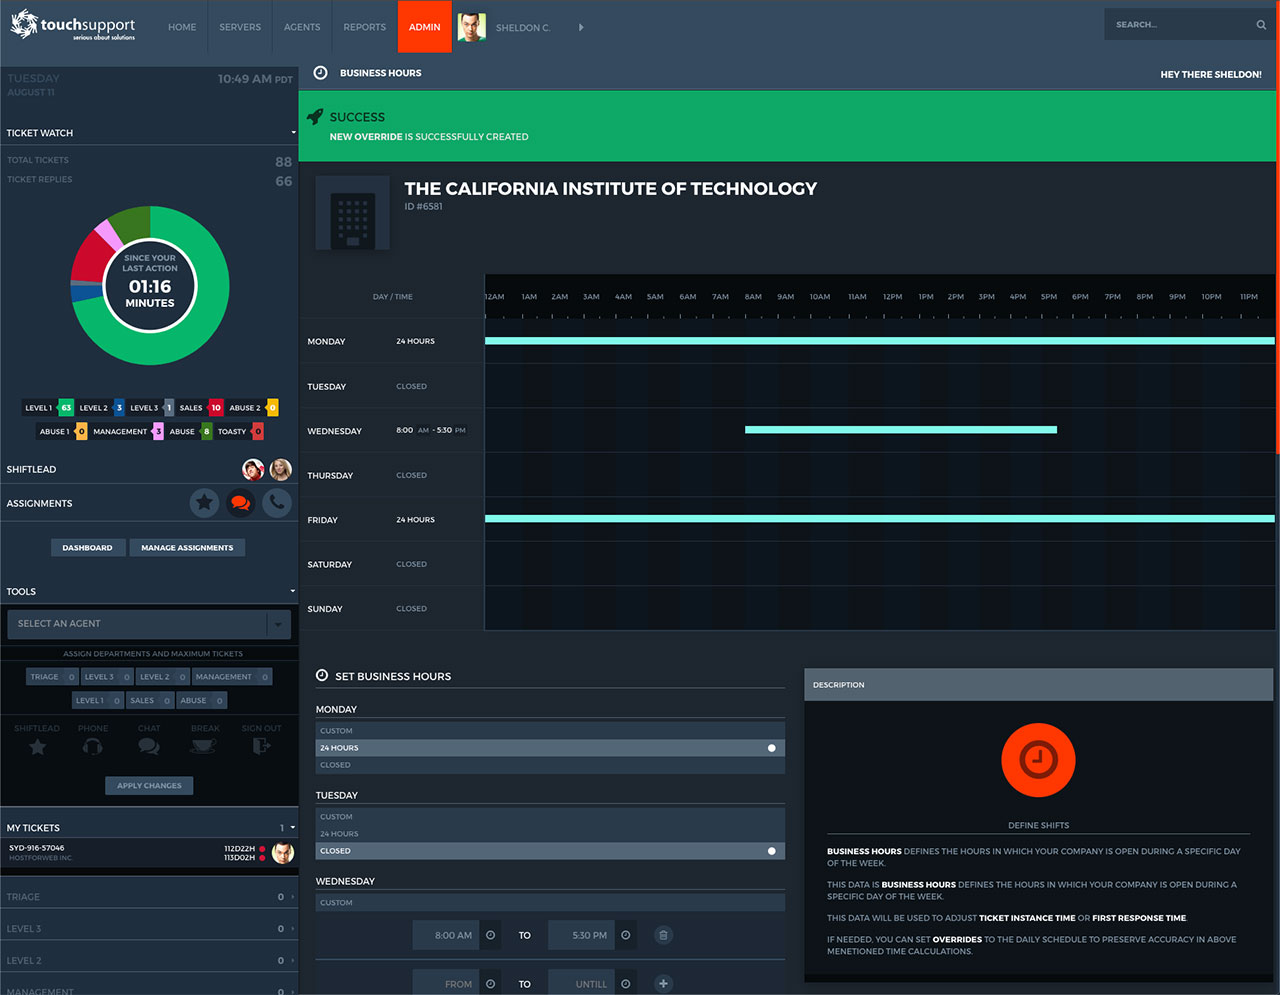 touchsupport
serious about solutions
HOME
SERVERS
AGENTS
REPORTS
ADMIN
SHELDON C.
SEARCH...
TUESDAY
AUGUST 11
10:49 AM PDT
TICKET WATCH
TOTAL TICKETS 88
TICKET REPLIES 66
SINCE YOUR
LAST ACTION
01:16
MINUTES
LEVEL 1 63 LEVEL 2 3 LEVEL 3 1 SALES 10 ABUSE 2 0
ABUSE 1 0 MANAGEMENT 3 ABUSE 8 TOASTY 0
SHIFTLEAD
ASSIGNMENTS
DASHBOARD
MANAGE ASSIGNMENTS
TOOLS
SELECT AN AGENT
ASSIGN DEPARTMENTS AND MAXIMUM TICKETS
TRIAGE 0 LEVEL 3 0 LEVEL 2 0 MANAGEMENT 0
LEVEL 1 0 SALES 0 ABUSE 0
SHIFTLEAD PHONE CHAT BREAK SIGN OUT
APPLY CHANGES
MY TICKETS 1
SYD-916-57046
HOSTFORWEB INC.
112D22H
113D02H
TRIAGE 0
LEVEL 3 0
LEVEL 2 0
MANAGEMENT 0
BUSINESS HOURS
HEY THERE SHELDON!
SUCCESS
NEW OVERRIDE IS SUCCESSFULLY CREATED
THE CALIFORNIA INSTITUTE OF TECHNOLOGY
ID #6581
DAY / TIME
12AM 1AM 2AM 3AM 4AM 5AM 6AM 7AM 8AM 9AM 10AM 11AM 12PM 1PM 2PM 3PM 4PM 5PM 6PM 7PM 8PM 9PM 10PM 11PM
MONDAY 24 HOURS
TUESDAY CLOSED
WEDNESDAY 8:00 AM - 5:30 PM
THURSDAY CLOSED
FRIDAY 24 HOURS
SATURDAY CLOSED
SUNDAY CLOSED
SET BUSINESS HOURS
MONDAY
CUSTOM
24 HOURS
CLOSED
TUESDAY
CUSTOM
24 HOURS
CLOSED
WEDNESDAY
CUSTOM
8:00 AM TO 5:30 PM
FROM TO UNTILL
DESCRIPTION
DEFINE SHIFTS
BUSINESS HOURS DEFINES THE HOURS IN WHICH YOUR COMPANY IS OPEN DURING A SPECIFIC DAY
OF THE WEEK.
THIS DATA IS BUSINESS HOURS DEFINES THE HOURS IN WHICH YOUR COMPANY IS OPEN DURING A
SPECIFIC DAY OF THE WEEK.
THIS DATA WILL BE USED TO ADJUST TICKET INSTANCE TIME OR FIRST RESPONSE TIME.
IF NEEDED, YOU CAN SET OVERRIDES TO THE DAILY SCHEDULE TO PRESERVE ACCURACY IN ABOVE
MENETIONED TIME CALCULATIONS.